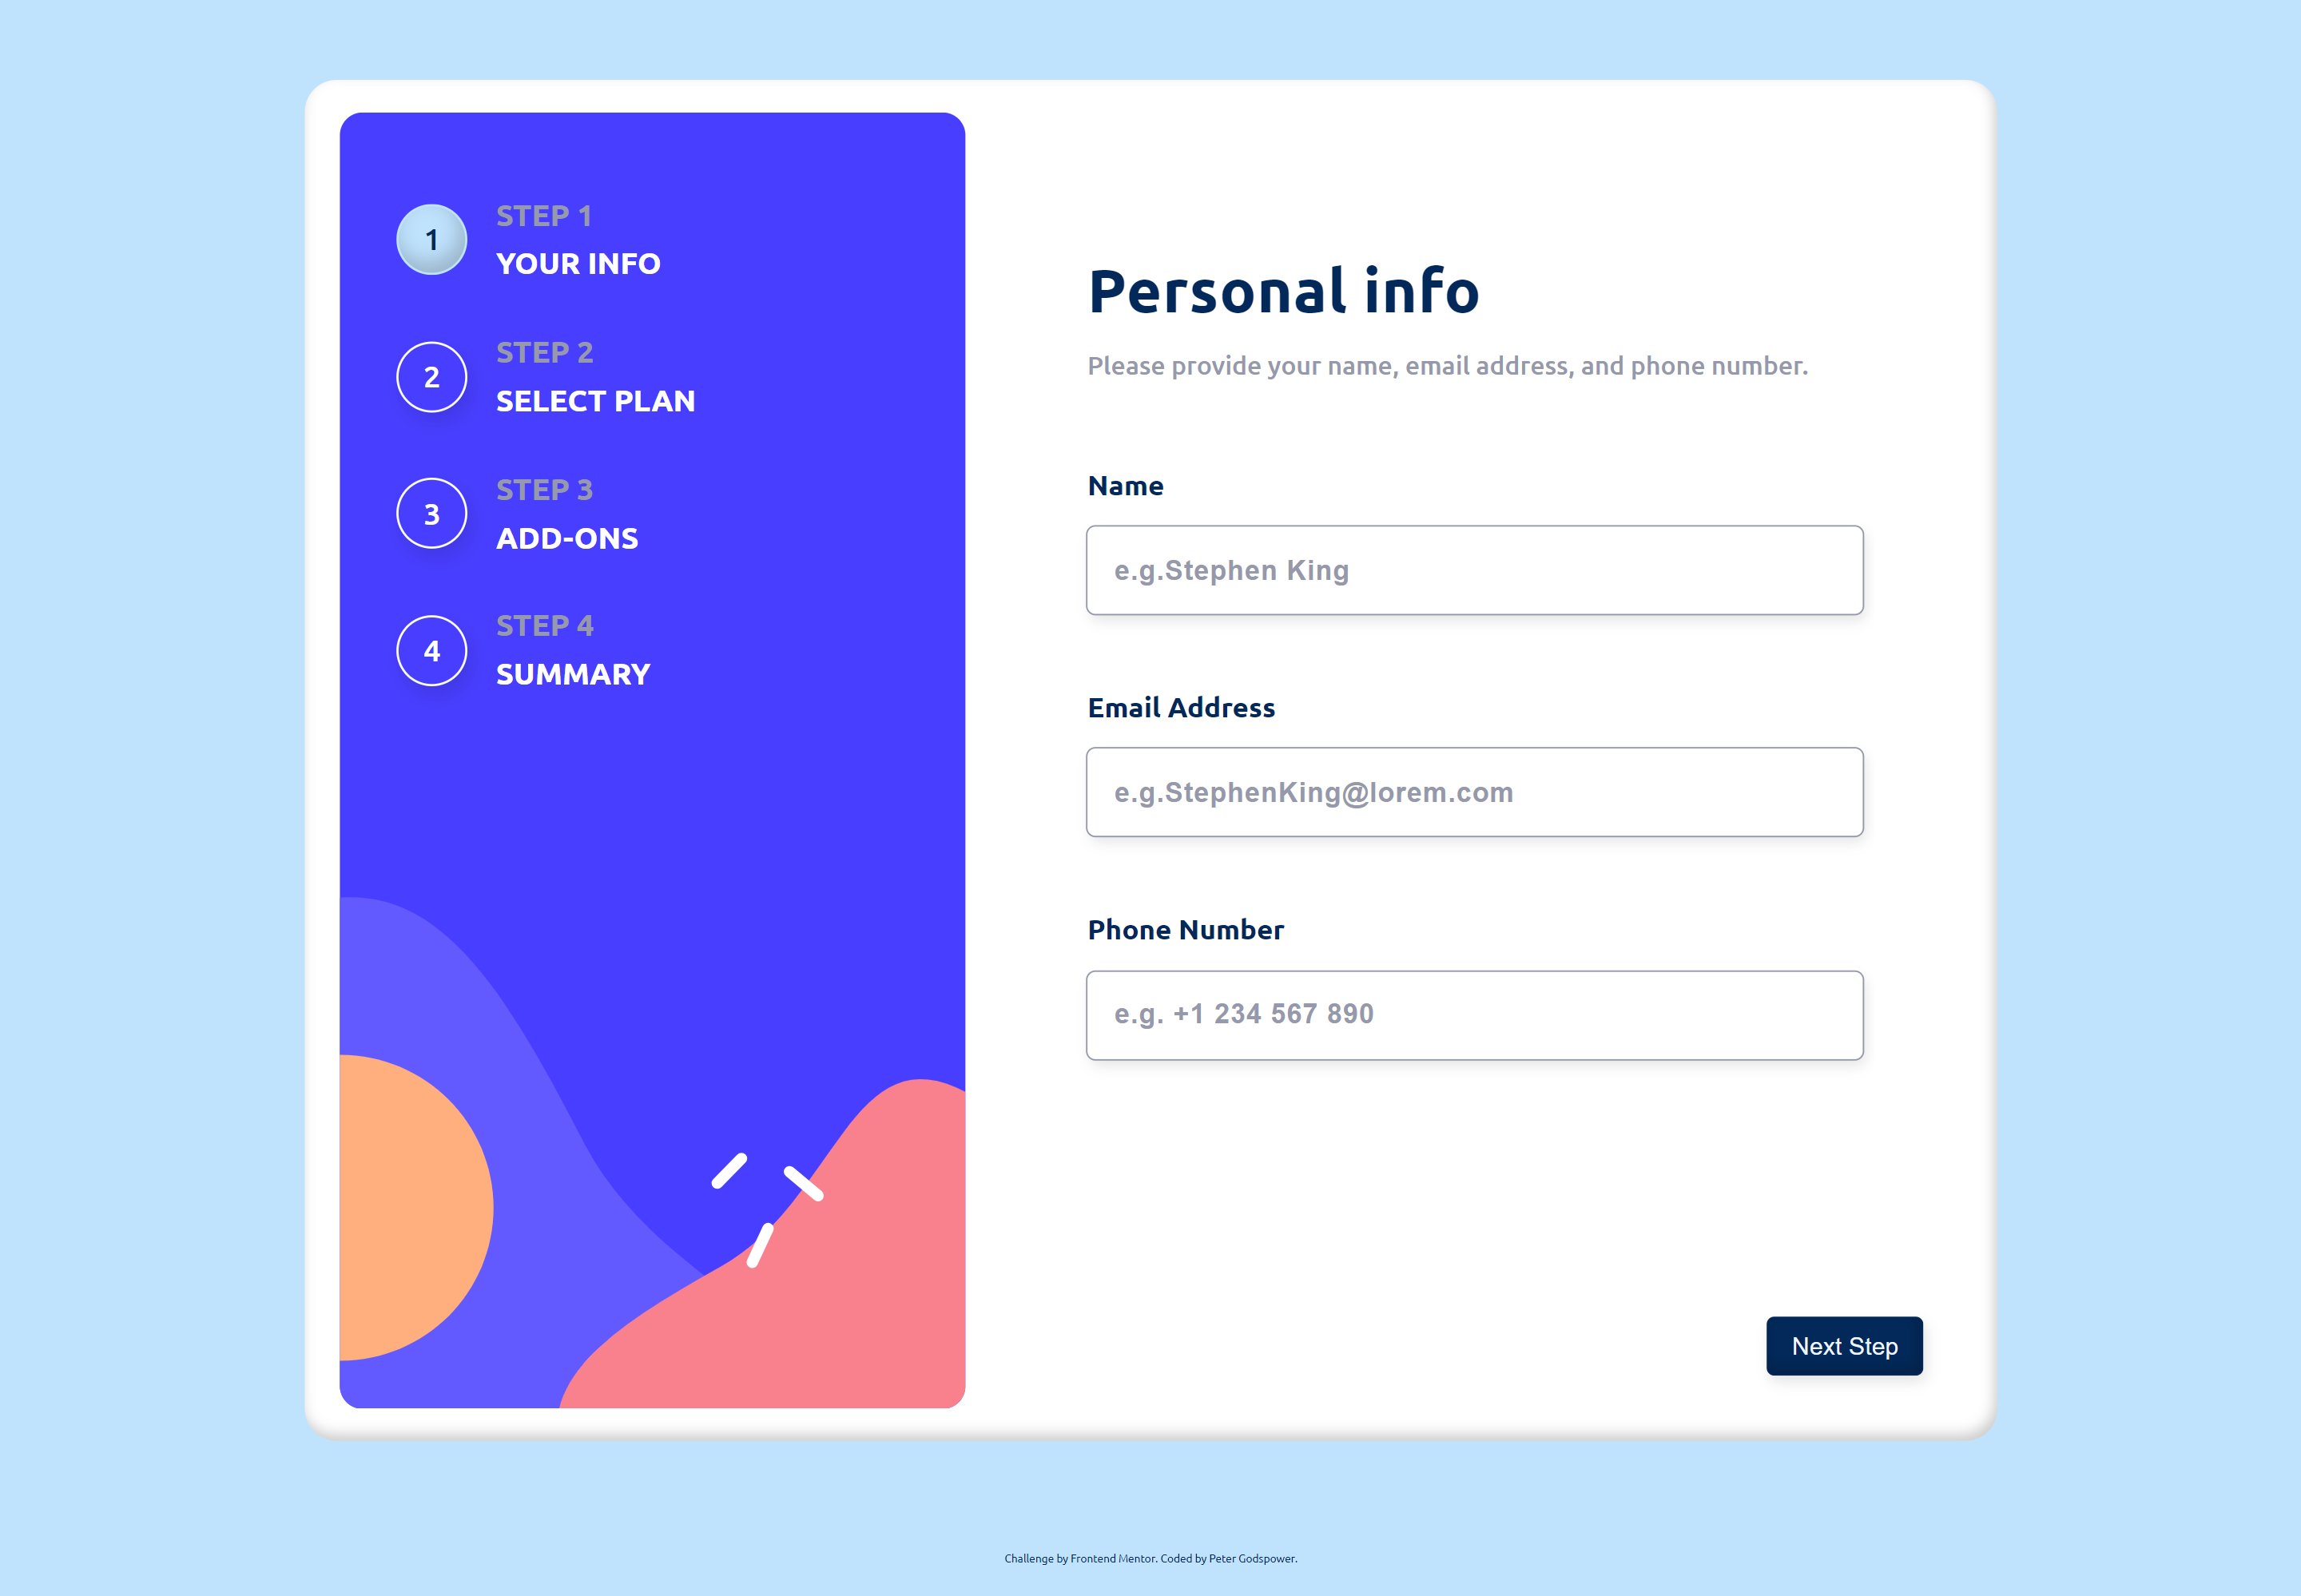 1
STEP 1
YOUR INFO
2
STEP 2
SELECT PLAN
3
STEP 3
ADD-ONS
4
STEP 4
SUMMARY
Personal info
Please provide your name, email address, and phone number.
Name
e.g.Stephen King
Email Address
e.g.StephenKing@lorem.com
Phone Number
e.g. +1 234 567 890
Next Step
Challenge by Frontend Mentor. Coded by Peter Godspower.